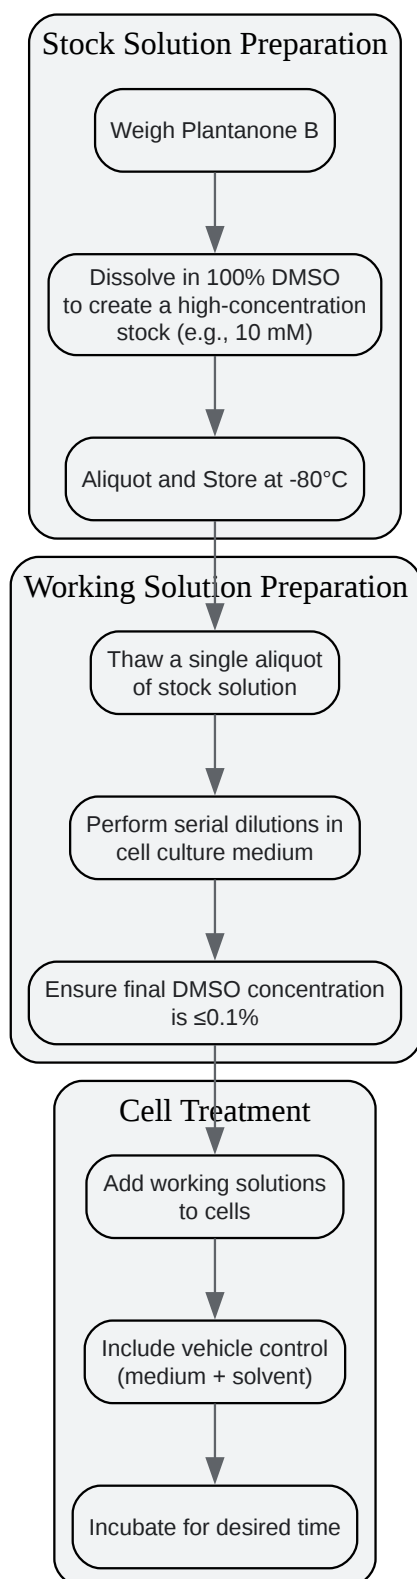 Stock Solution Preparation
Weigh Plantanone B
Dissolve in 100% DMSO
to create a high-concentration
stock (e.g., 10 mM)
Aliquot and Store at -80°C
Working Solution Preparation
Thaw a single aliquot
of stock solution
Perform serial dilutions in
cell culture medium
Ensure final DMSO concentration
is ≤0.1%
Cell Treatment
Add working solutions
to cells
Include vehicle control
(medium + solvent)
Incubate for desired time